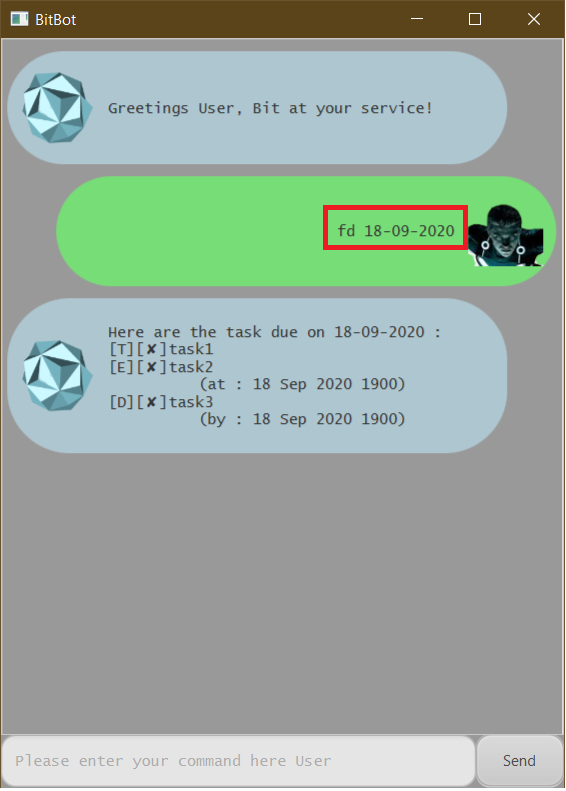 BitBot
Greetings User, Bit at your service!
fd 18-09-2020
Here are the task due on 18-09-2020 :
[T][✘]task1
[E][✘]task2
(at : 18 Sep 2020 1900)
[D][✘]task3
(by : 18 Sep 2020 1900)
Please enter your command here User
Send